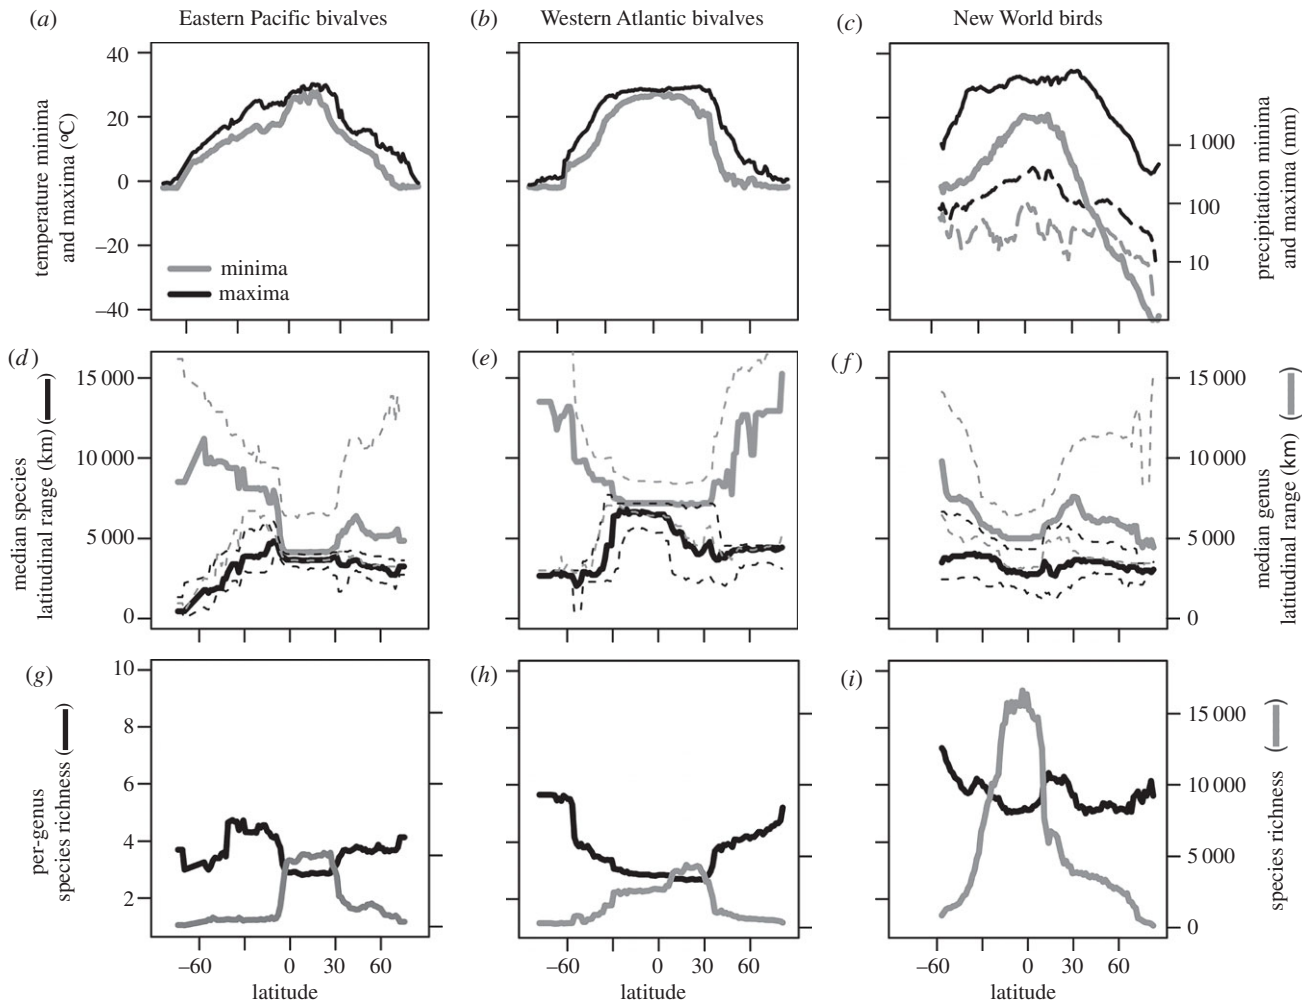 (a) Eastern Pacific bivalves
(b) Western Atlantic bivalves
(c) New World birds
temperature minima
and maxima (°C)
40
20
0
–20
–40
minima
maxima
1 000
100
10
precipitation minima
and maxima (mm)
(d)
(e)
(f)
median species
latitudinal range (km) ( )
15 000
10 000
5 000
0
15 000
10 000
5 000
0
median genus
latitudinal range (km) ( )
(g)
(h)
(i)
per-genus
species richness ( )
10
8
6
4
2
15 000
10 000
5 000
0
species richness ( )
–60 0 30 60
–60 0 30 60
–60 0 30 60
latitude
latitude
latitude